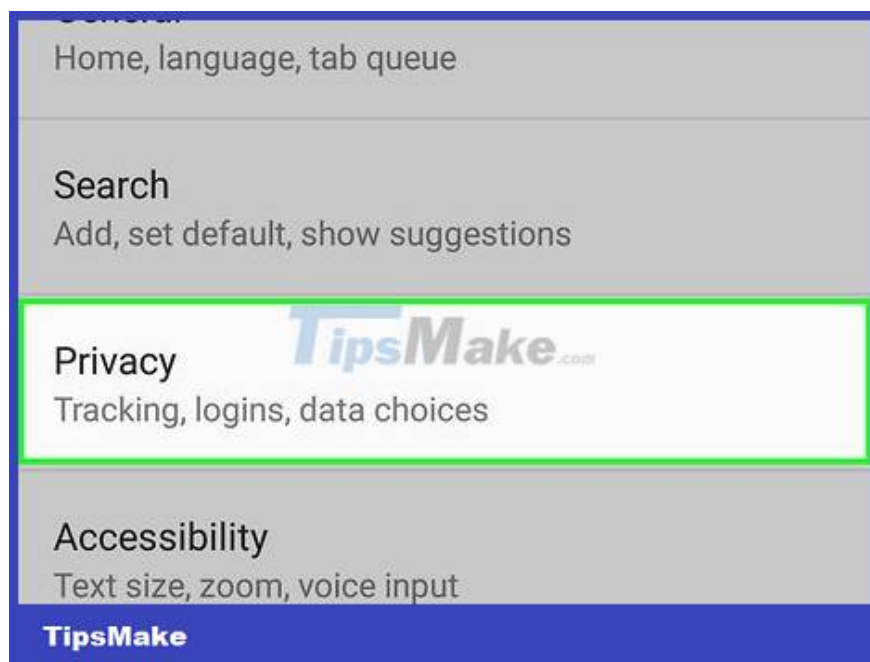 General
Home, language, tab queue
Search
Add, set default, show suggestions
TipsMake.com
Privacy
Tracking, logins, data choices
Accessibility
Text size, zoom, voice input
TipsMake